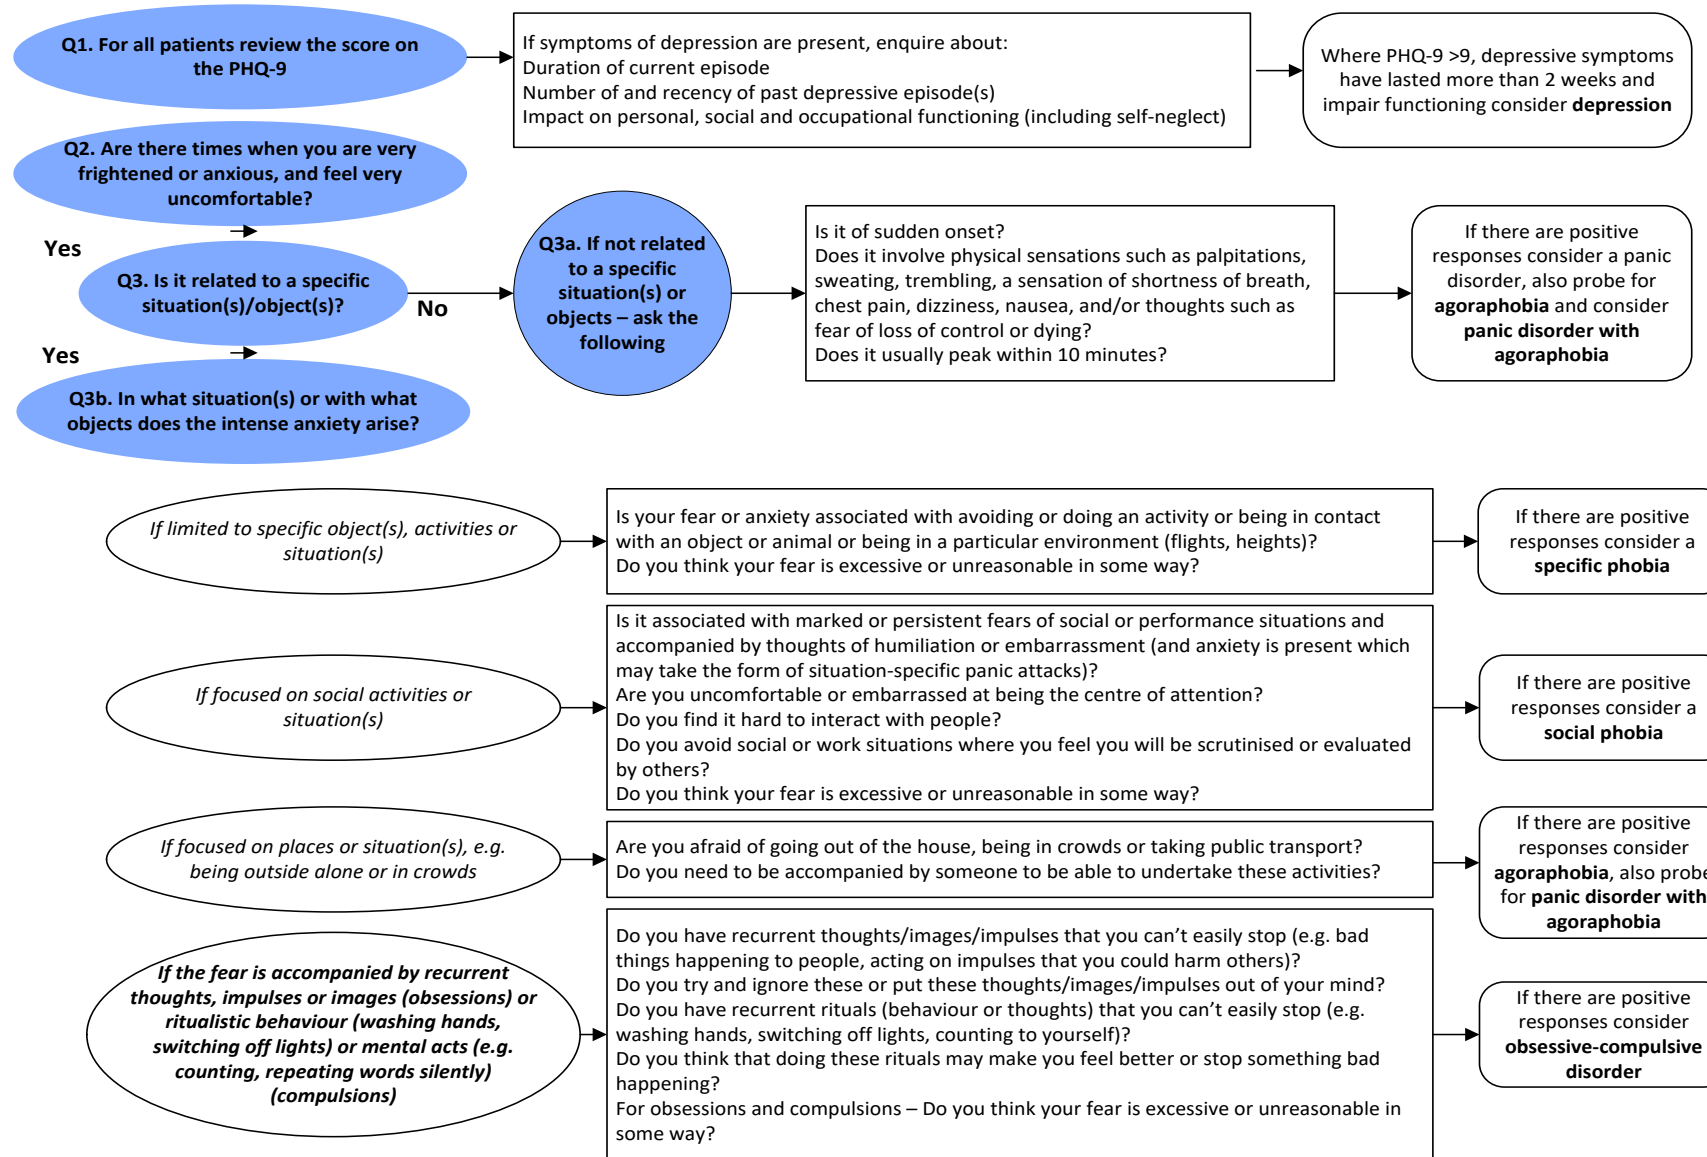 Q1. For all patients review the score on
the PHQ-9
If symptoms of depression are present, enquire about:
Duration of current episode
Number of and recency of past depressive episode(s)
Impact on personal, social and occupational functioning (including self-neglect)
Where PHQ-9 >9, depressive symptoms
have lasted more than 2 weeks and
impair functioning consider depression
Q2. Are there times when you are very
frightened or anxious, and feel very
uncomfortable?
Yes
Q3. Is it related to a specific
situation(s)/object(s)?
No
Q3a. If not related
to a specific
situation(s) or
objects – ask the
following
Is it of sudden onset?
Does it involve physical sensations such as palpitations,
sweating, trembling, a sensation of shortness of breath,
chest pain, dizziness, nausea, and/or thoughts such as
fear of loss of control or dying?
Does it usually peak within 10 minutes?
If there are positive
responses consider a panic
disorder, also probe for
agoraphobia and consider
panic disorder with
agoraphobia
Yes
Q3b. In what situation(s) or with what
objects does the intense anxiety arise?
If limited to specific object(s), activities or
situation(s)
Is your fear or anxiety associated with avoiding or doing an activity or being in contact
with an object or animal or being in a particular environment (flights, heights)?
Do you think your fear is excessive or unreasonable in some way?
If there are positive
responses consider a
specific phobia
If focused on social activities or
situation(s)
Is it associated with marked or persistent fears of social or performance situations and
accompanied by thoughts of humiliation or embarrassment (and anxiety is present which
may take the form of situation-specific panic attacks)?
Are you uncomfortable or embarrassed at being the centre of attention?
Do you find it hard to interact with people?
Do you avoid social or work situations where you feel you will be scrutinised or evaluated
by others?
Do you think your fear is excessive or unreasonable in some way?
If there are positive
responses consider a
social phobia
If focused on places or situation(s), e.g.
being outside alone or in crowds
Are you afraid of going out of the house, being in crowds or taking public transport?
Do you need to be accompanied by someone to be able to undertake these activities?
If there are positive
responses consider
agoraphobia, also probe
for panic disorder with
agoraphobia
If the fear is accompanied by recurrent
thoughts, impulses or images (obsessions) or
ritualistic behaviour (washing hands,
switching off lights) or mental acts (e.g.
counting, repeating words silently)
(compulsions)
Do you have recurrent thoughts/images/impulses that you can’t easily stop (e.g. bad
things happening to people, acting on impulses that you could harm others)?
Do you try and ignore these or put these thoughts/images/impulses out of your mind?
Do you have recurrent rituals (behaviour or thoughts) that you can’t easily stop (e.g.
washing hands, switching off lights, counting to yourself)?
Do you think that doing these rituals may make you feel better or stop something bad
happening?
For obsessions and compulsions – Do you think your fear is excessive or unreasonable in
some way?
If there are positive
responses consider
obsessive-compulsive
disorder